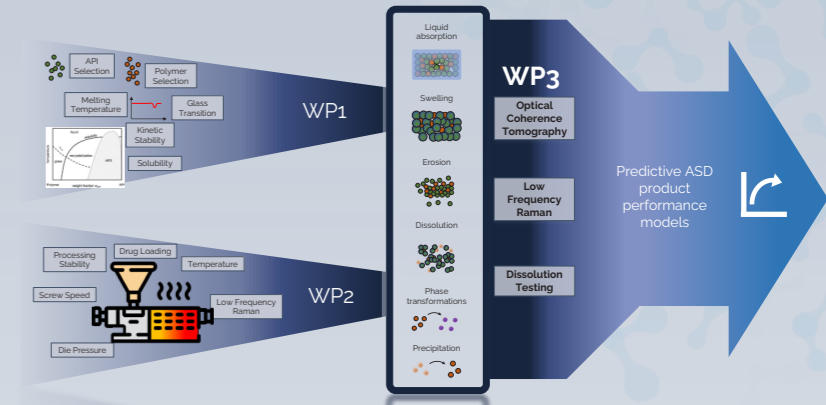 API
Selection
Polymer
Selection
Melting
Temperature
Glass
Transition
Kinetic
Stability
Solubility
WP1
Processing
Stability
Drug Loading
Temperature
Screw Speed
Low Frequency
Raman
Die Pressure
WP2
Liquid
absorption
Swelling
Erosion
Dissolution
Phase
transformations
Precipitation
WP3
Optical
Coherence
Tomography
Low
Frequency
Raman
Dissolution
Testing
Predictive ASD
product
performance
models